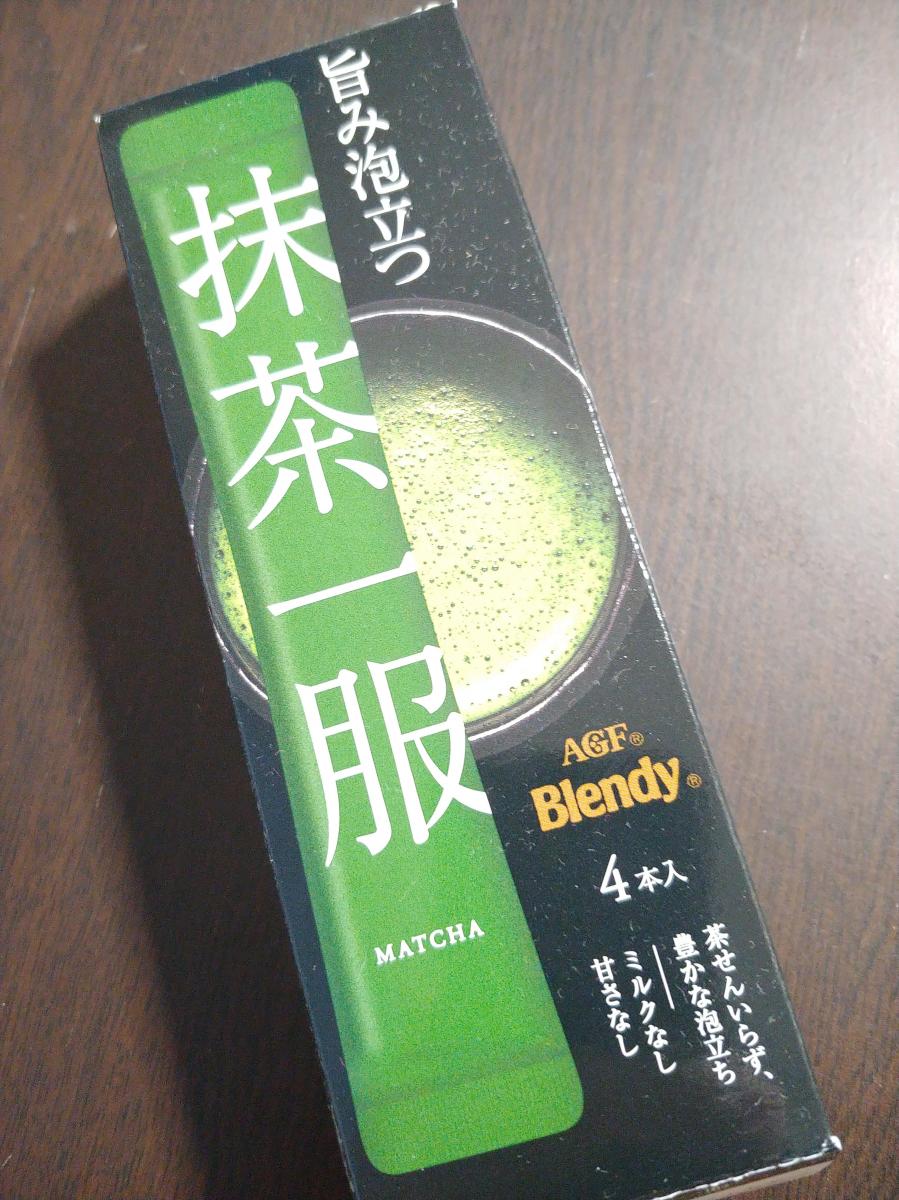 旨み泡立つ
抹茶一服
MATCHA
AGF®
Blendy®
4本入
茶せんいらず、
豊かな泡立ち
ミルクなし
甘さなし